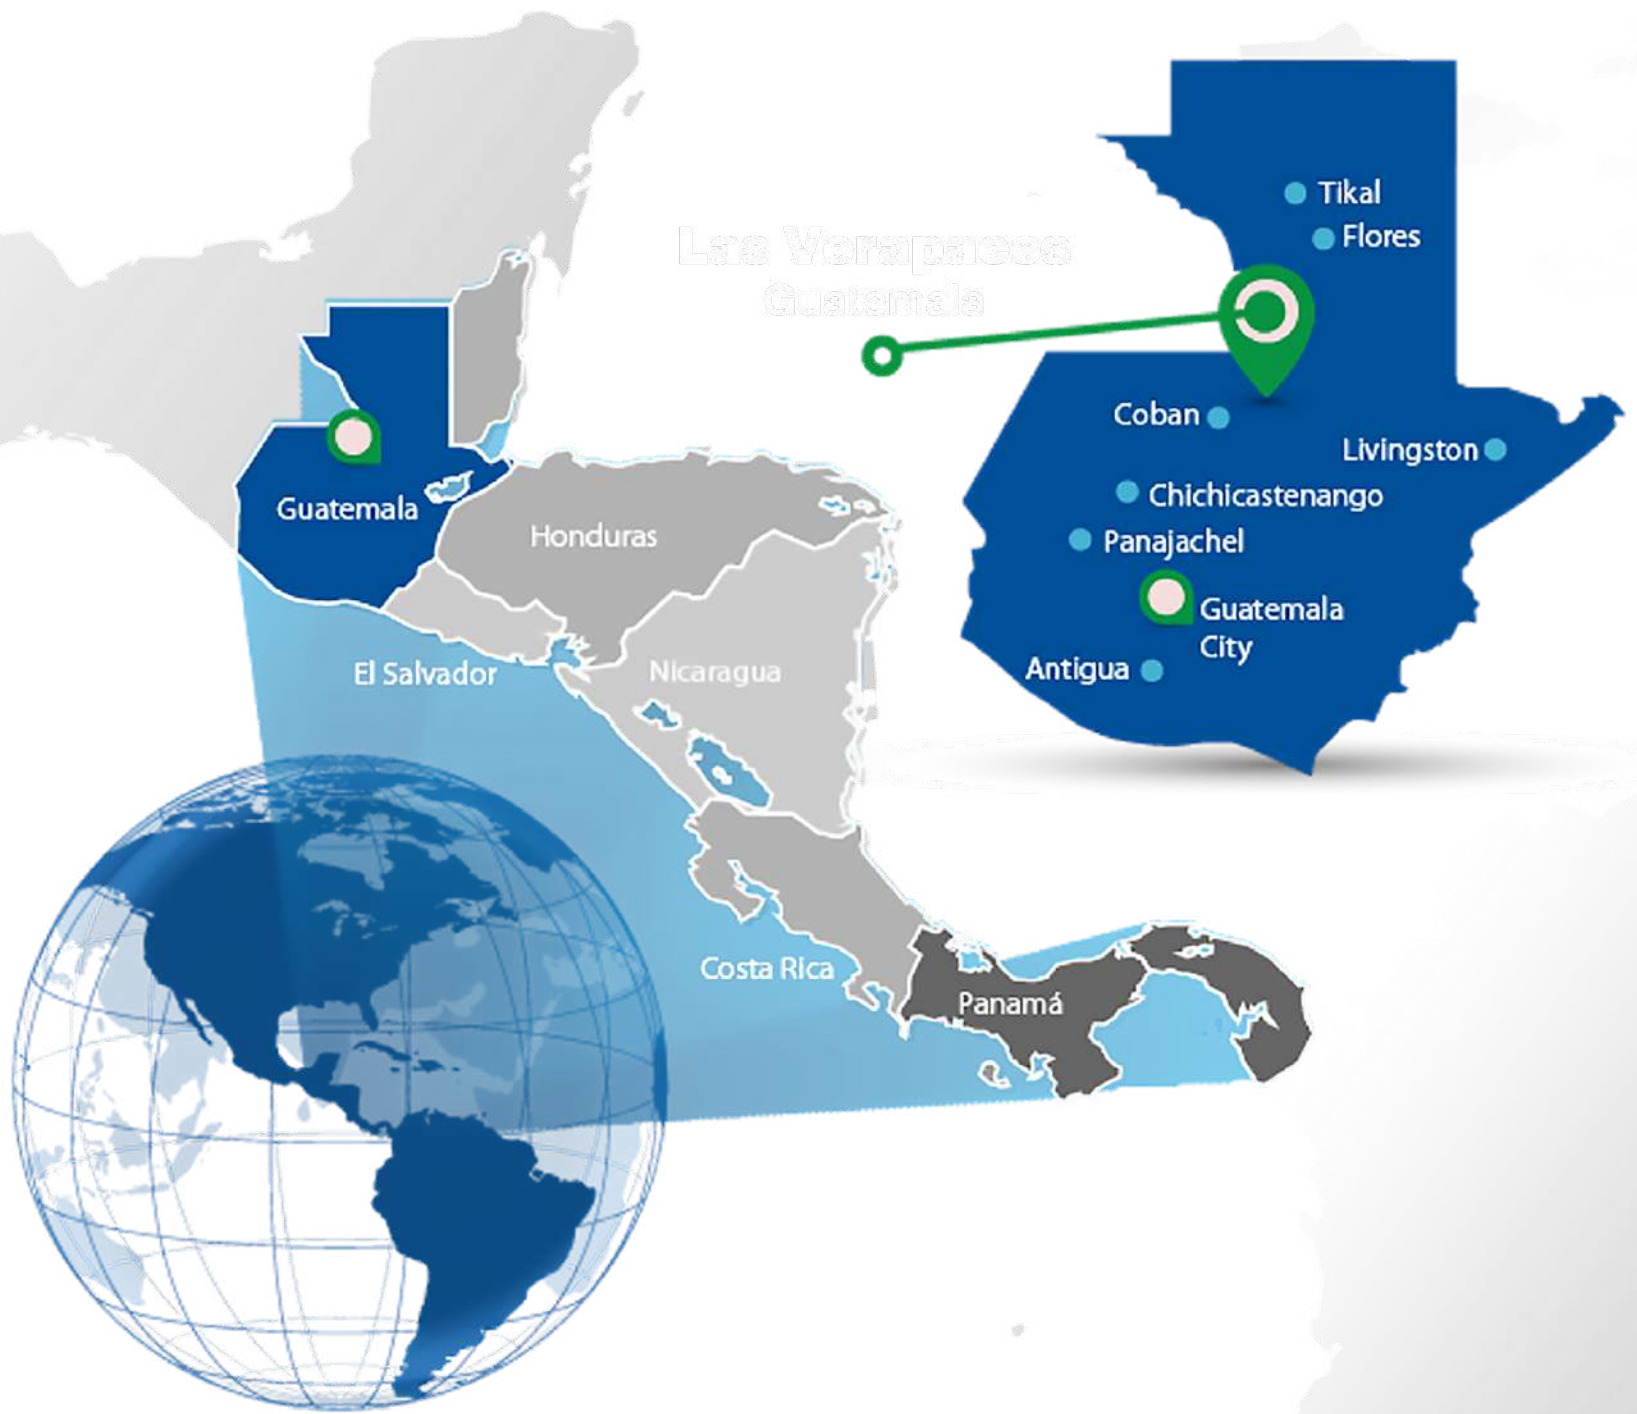 Las Verapaces
Guatemala
Tikal
Flores
Coban
Livingston
Chichicastenango
Panajachel
Guatemala
City
Antigua
Guatemala
Honduras
El Salvador
Nicaragua
Costa Rica
Panamá